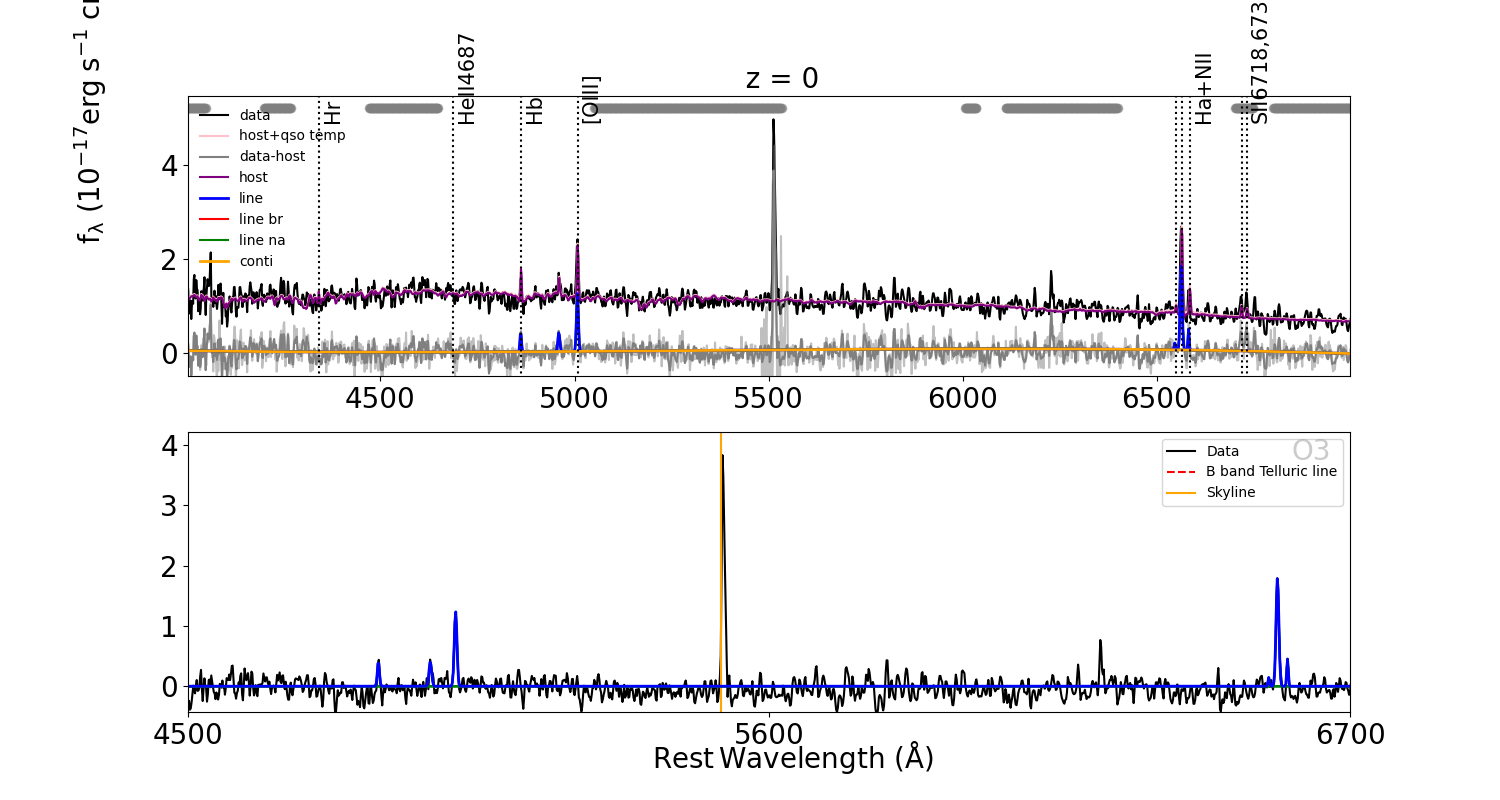 z = 0
f_λ (10^−17 erg s^−1 c
Hr
HeII4687
Hb
[OIII]
Ha+NII
SII6718,673
data
host+qso temp
data-host
host
line
line br
line na
conti
4
2
0
4500 5000 5500 6000 6500
O3
Data
B band Telluric line
Skyline
4
3
2
1
0
4500 5600 6700
Rest Wavelength (Å)